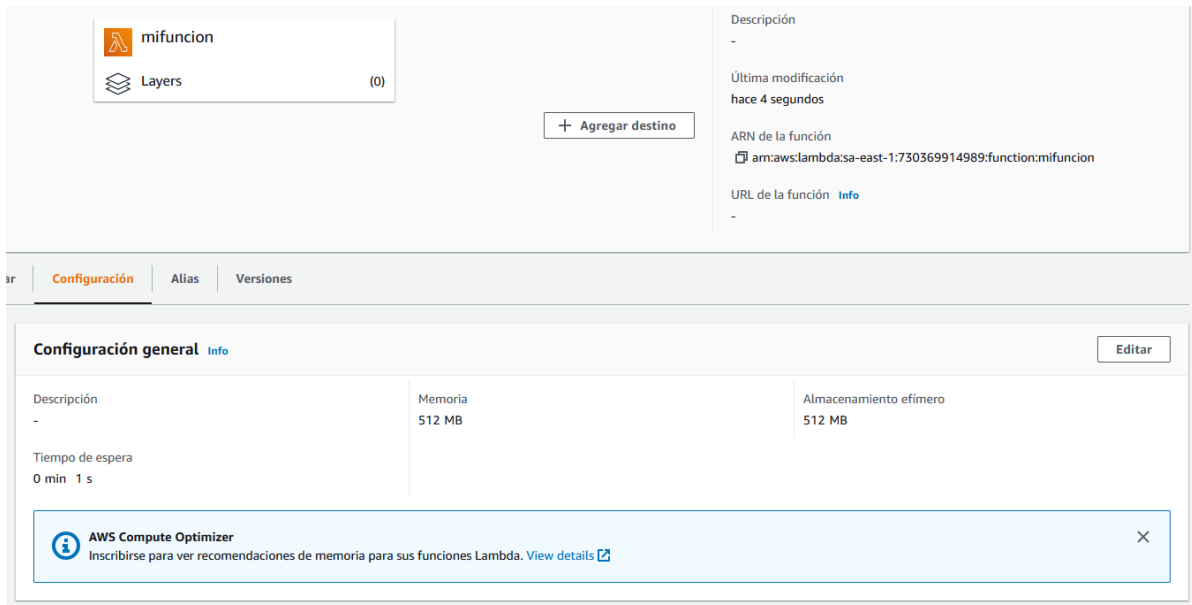 mifuncion
Layers
(0)
Agregar destino
Descripción
-
Última modificación
hace 4 segundos
ARN de la función
arn:aws:lambda:sa-east-1:730369914989:function:mifuncion
URL de la función Info
-
ar
Configuración
Alias
Versiones
Configuración general Info
Editar
Descripción
-
Memoria
512 MB
Almacenamiento efímero
512 MB
Tiempo de espera
0 min 1 s
AWS Compute Optimizer
Inscribirse para ver recomendaciones de memoria para sus funciones Lambda. View details